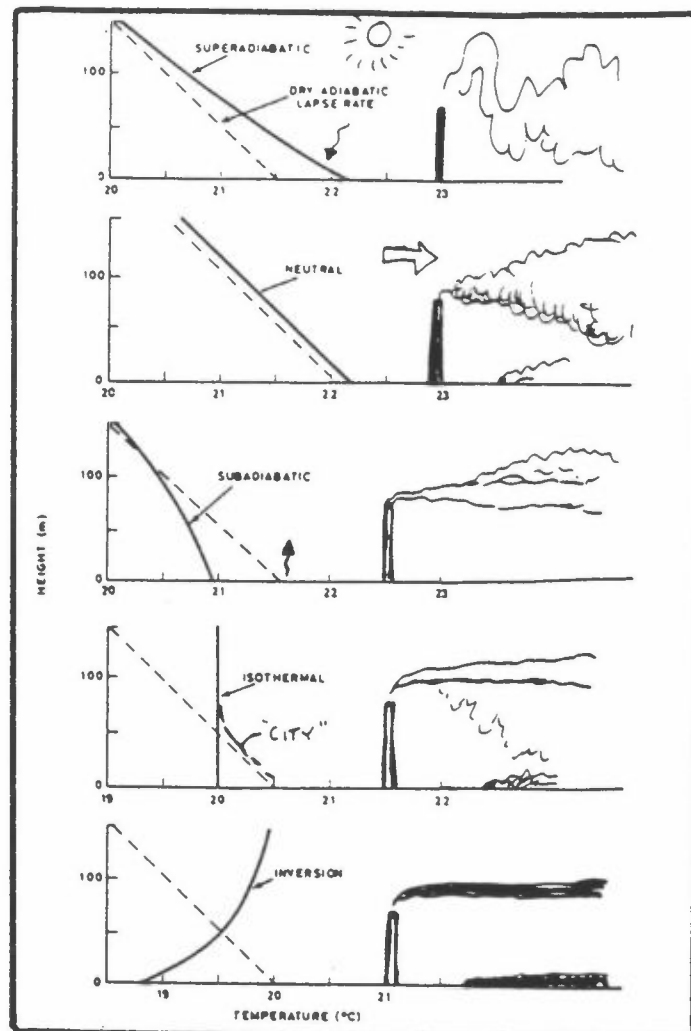 SUPERADIABATIC
100
DRY ADIABATIC
LAPSE RATE
0
20 21 22 23
100
NEUTRAL
0
20 21 22 23
100
SUBADIABATIC
0
20 21 22 23
HEIGHT (m)
100
ISOTHERMAL
"CITY"
0
19 20 21 22
100
INVERSION
0
19 20 21
TEMPERATURE (°C)